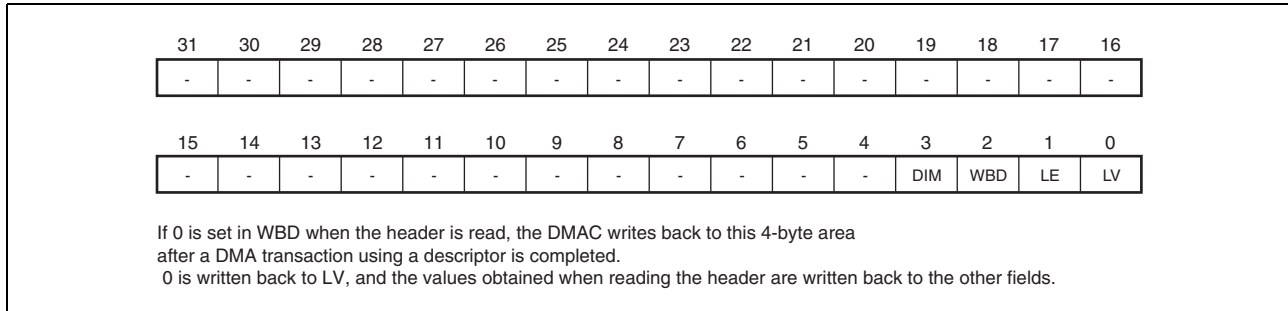 31 30 29 28 27 26 25 24 23 22 21 20 19 18 17 16
- - - - - - - - - - - - - - - -
15 14 13 12 11 10 9 8 7 6 5 4 3 2 1 0
- - - - - - - - - - - - DIM WBD LE LV
If 0 is set in WBD when the header is read, the DMAC writes back to this 4-byte area
after a DMA transaction using a descriptor is completed.
0 is written back to LV, and the values obtained when reading the header are written back to the other fields.